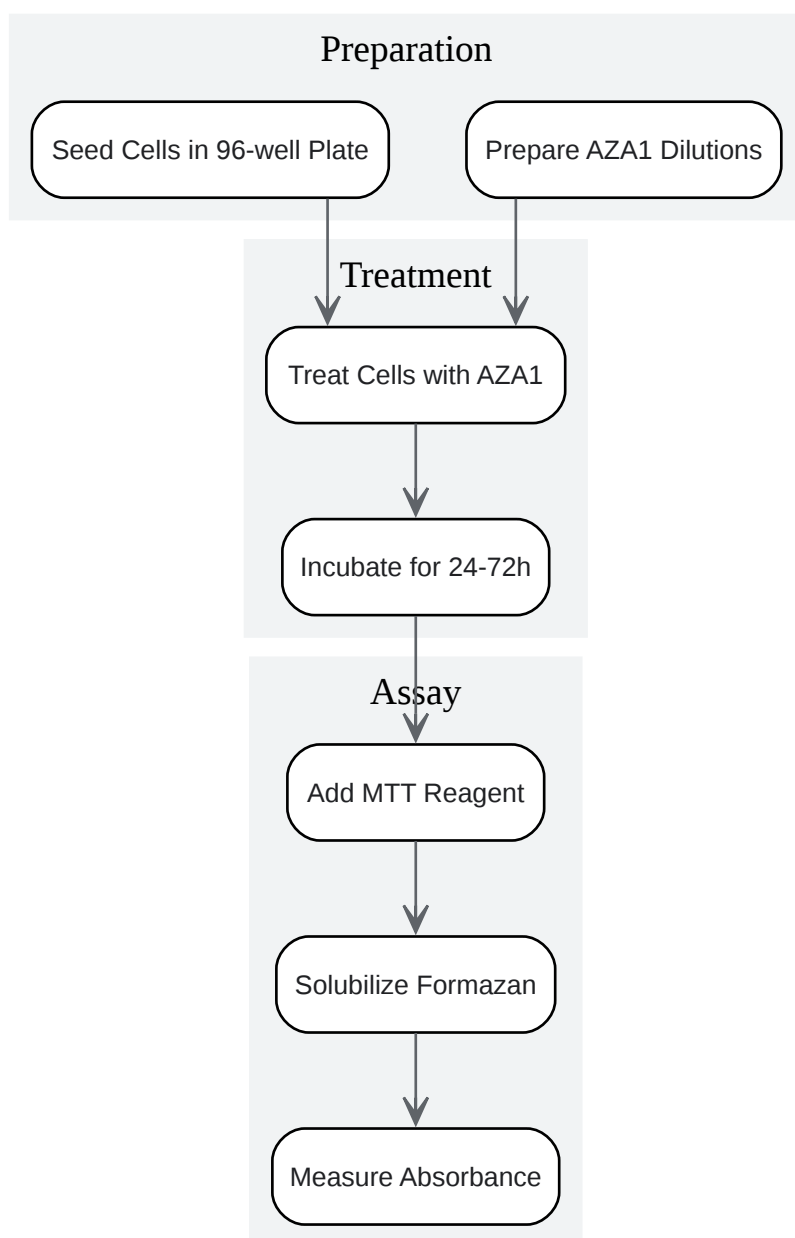 Preparation
Seed Cells in 96-well Plate
Prepare AZA1 Dilutions
Treatment
Treat Cells with AZA1
Incubate for 24-72h
Assay
Add MTT Reagent
Solubilize Formazan
Measure Absorbance